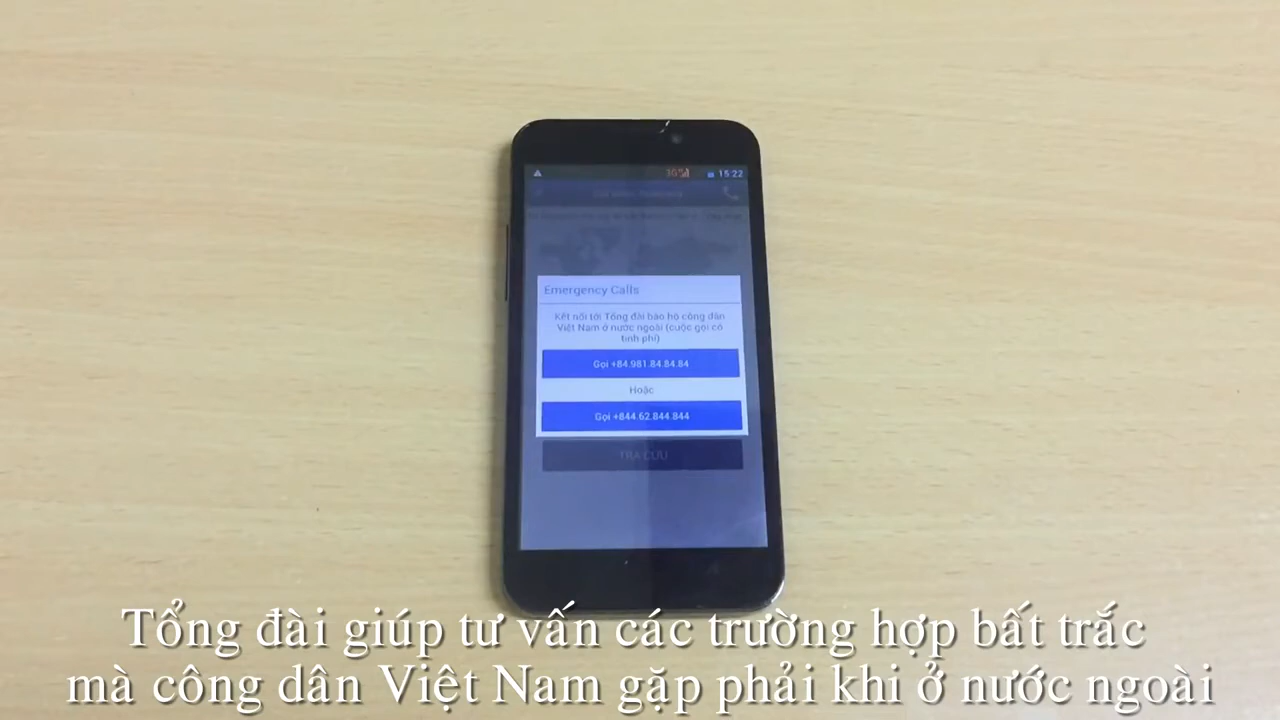 15:22
Emergency Calls
Kết nối tới Tổng đài bảo hộ công dân
Việt Nam ở nước ngoài (cuộc gọi có
tính phí)
Gọi +84.981.84.84.84
Hoặc
Gọi +844.62.844.844
TRA CỨU
Tổng đài giúp tư vấn các trường hợp bất trắc
mà công dân Việt Nam gặp phải khi ở nước ngoài